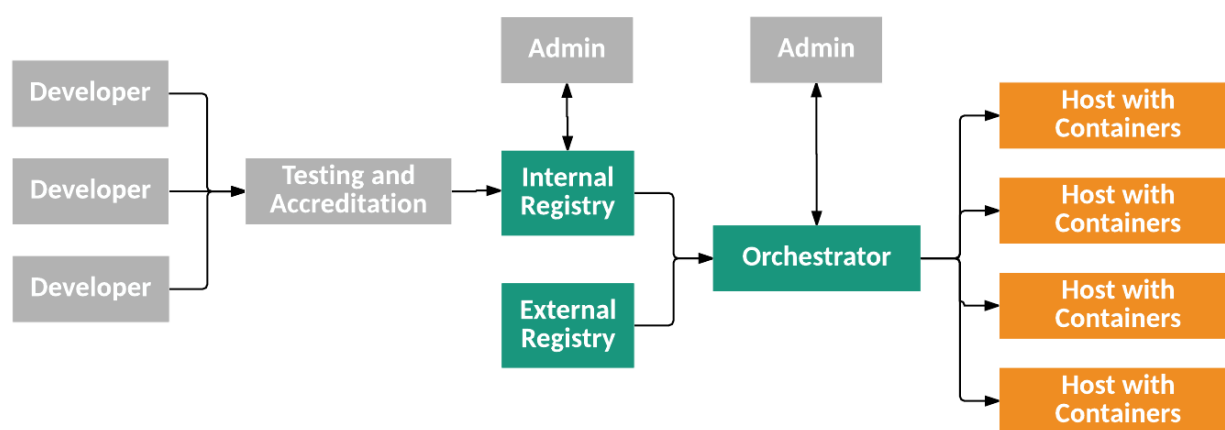 Developer
Developer
Developer
Testing and
Accreditation
Admin
Internal
Registry
External
Registry
Admin
Orchestrator
Host with
Containers
Host with
Containers
Host with
Containers
Host with
Containers